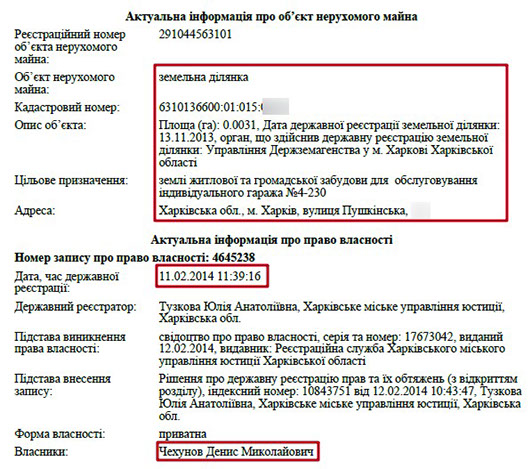 Актуальна інформація про об’єкт нерухомого майна
Реєстраційний номер 291044563101
об’єкта нерухомого
майна:
Об’єкт нерухомого земельна ділянка
майна:
Кадастровий номер: 6310136600:01:015:
Опис об’єкта: Площа (га): 0.0031, Дата державної реєстрації земельної ділянки:
13.11.2013, орган, що здійснив державну реєстрацію земельної
ділянки: Управління Держземагенства у м. Харкові Харківської
області
Цільове призначення: землі житлової та громадської забудови для обслуговування
індивідуального гаража №4-230
Адреса: Харківська обл., м. Харків, вулиця Пушкінська,
Актуальна інформація про право власності
Номер запису про право власності: 4645238
Дата, час державної 11.02.2014 11:39:16
реєстрації:
Державний реєстратор: Тузкова Юлія Анатоліївна, Харківське міське управління юстиції,
Харківська обл.
Підстава виникнення свідоцтво про право власності, серія та номер: 17673042, виданий
права власності: 12.02.2014, видавник: Реєстраційна служба Харківського міського
управління юстиції Харківської області
Підстава внесення Рішення про державну реєстрацію прав та їх обтяжень (з відкриттям
запису: розділу), індексний номер: 10843751 від 12.02.2014 10:43:47, Тузкова
Юлія Анатоліївна, Харківське міське управління юстиції, Харківська
обл.
Форма власності: приватна
Власники: Чехунов Денис Миколайович